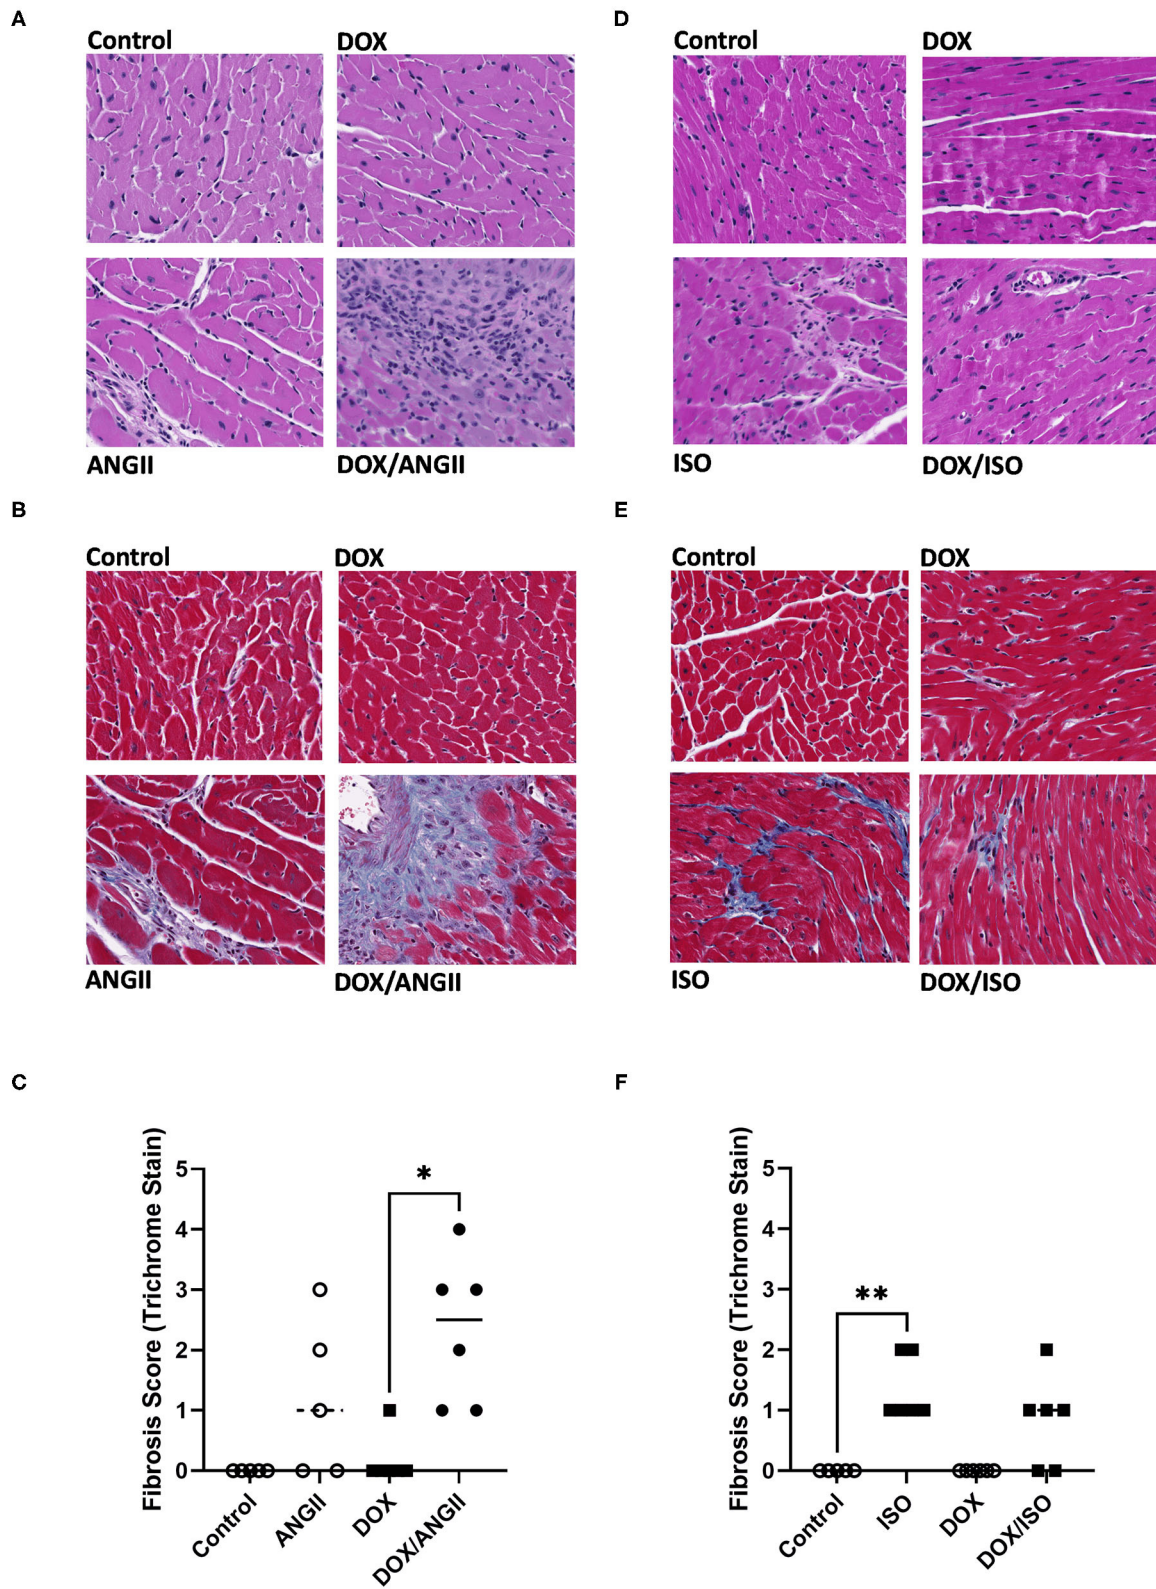 A
Control
DOX
ANGII
DOX/ANGII
D
Control
DOX
ISO
DOX/ISO
B
Control
DOX
ANGII
DOX/ANGII
E
Control
DOX
ISO
DOX/ISO
C
Fibrosis Score (Trichrome Stain)
5
4
3
2
1
0
*
Control
ANGII
DOX
DOX/ANGII
F
Fibrosis Score (Trichrome Stain)
5
4
3
2
1
0
**
Control
ISO
DOX
DOX/ISO